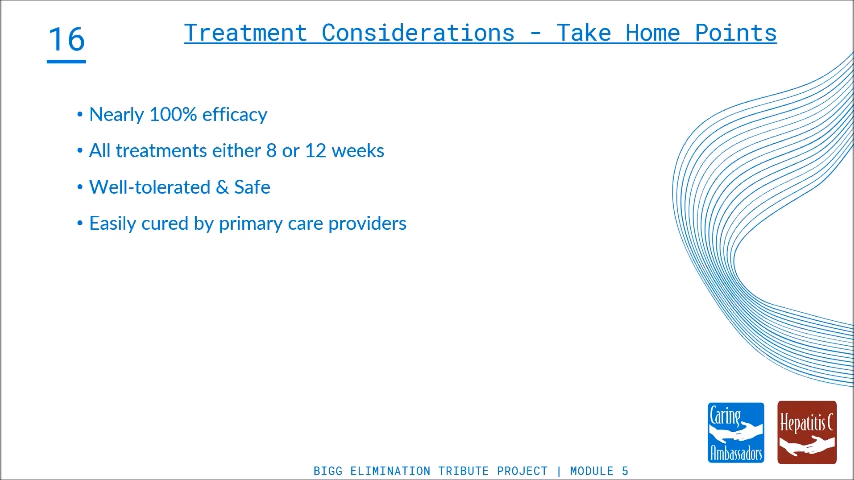 16
Treatment Considerations - Take Home Points
• Nearly 100% efficacy
• All treatments either 8 or 12 weeks
• Well-tolerated & Safe
• Easily cured by primary care providers
Caring
Ambassadors
Hepatitis C
BIGG ELIMINATION TRIBUTE PROJECT | MODULE 5